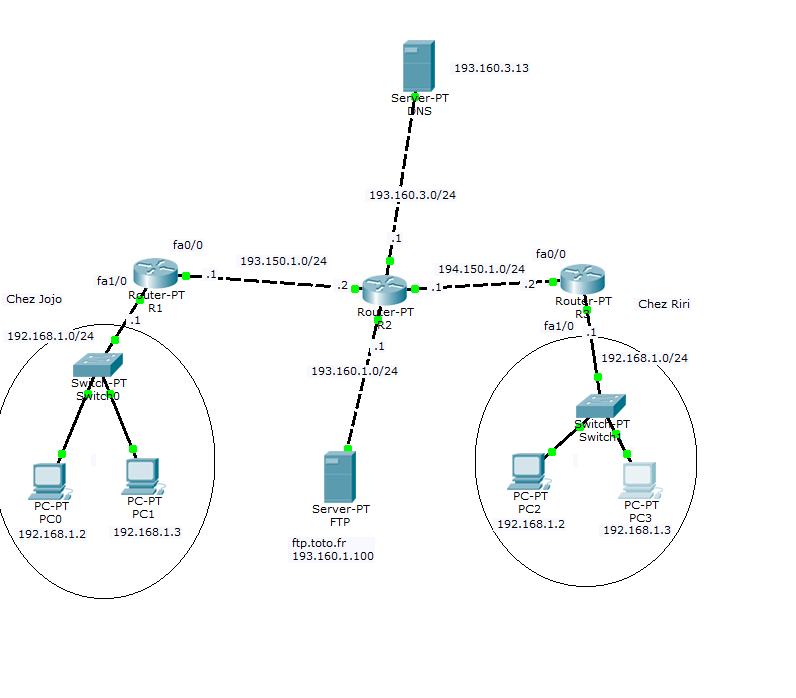 193.160.3.13
Server-PT
DNS
193.160.3.0/24
.1
fa0/0
193.150.1.0/24
fa0/0
194.150.1.0/24
fa1/0
.1
.2
.1
.2
Router-PT
R1
Router-PT
R2
Router-PT
R3
Chez Jojo
Chez Riri
.1
fa1/0
.1
192.168.1.0/24
.1
192.168.1.0/24
193.160.1.0/24
Switch-PT
Switch0
Switch-PT
PC-PT
PC0
192.168.1.2
PC-PT
PC1
192.168.1.3
Server-PT
FTP
ftp.toto.fr
193.160.1.100
PC-PT
PC2
192.168.1.2
PC-PT
PC3
192.168.1.3